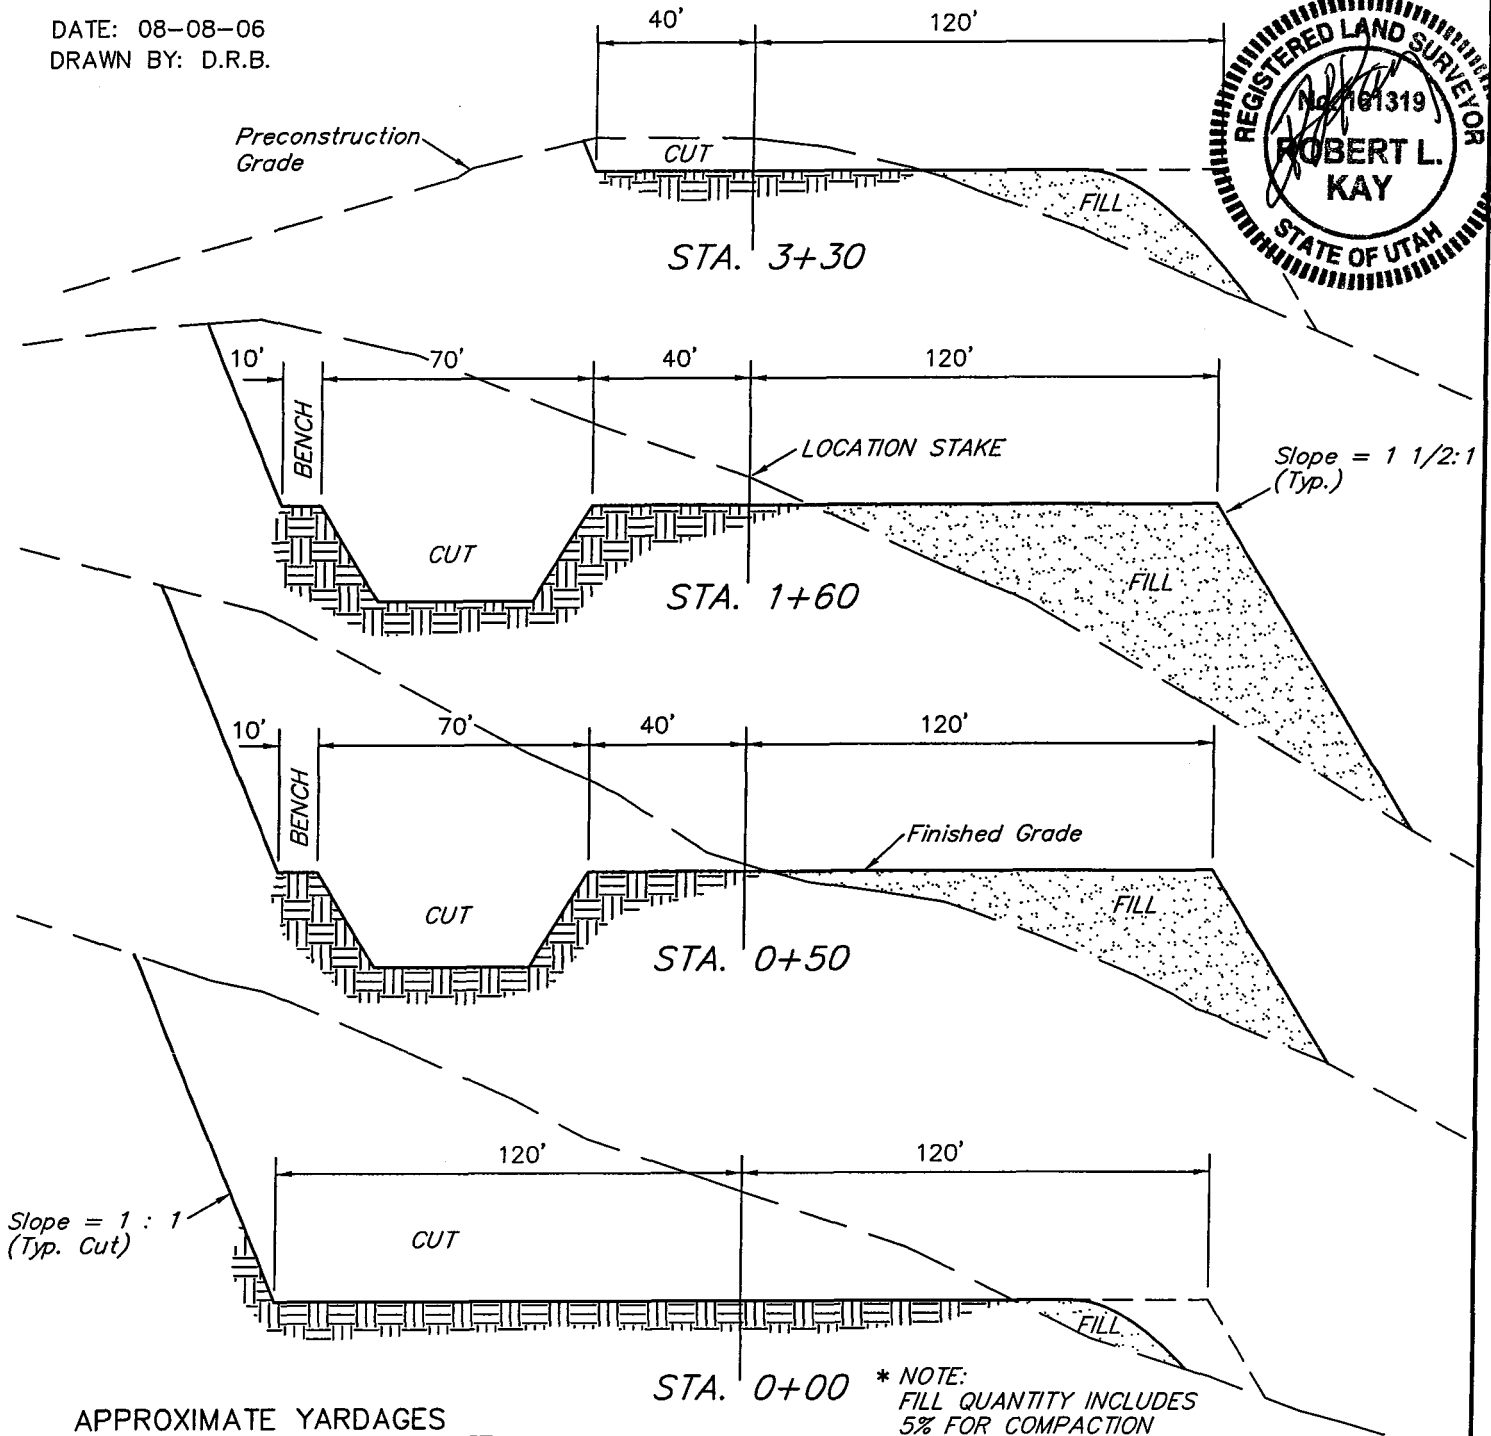 DATE: 08-08-06
DRAWN BY: D.R.B.
40'
120'
REGISTERED LAND SURVEYOR
No. 161319
ROBERT L.
KAY
STATE OF UTAH
Preconstruction
Grade
CUT
FILL
STA. 3+30
10'
70'
40'
120'
BENCH
LOCATION STAKE
Slope = 1 1/2:1
(Typ.)
CUT
FILL
STA. 1+60
10'
70'
40'
120'
BENCH
Finished Grade
CUT
FILL
STA. 0+50
120'
120'
Slope = 1 : 1
(Typ. Cut)
CUT
FILL
STA. 0+00
* NOTE:
FILL QUANTITY INCLUDES
5% FOR COMPACTION
APPROXIMATE YARDAGES